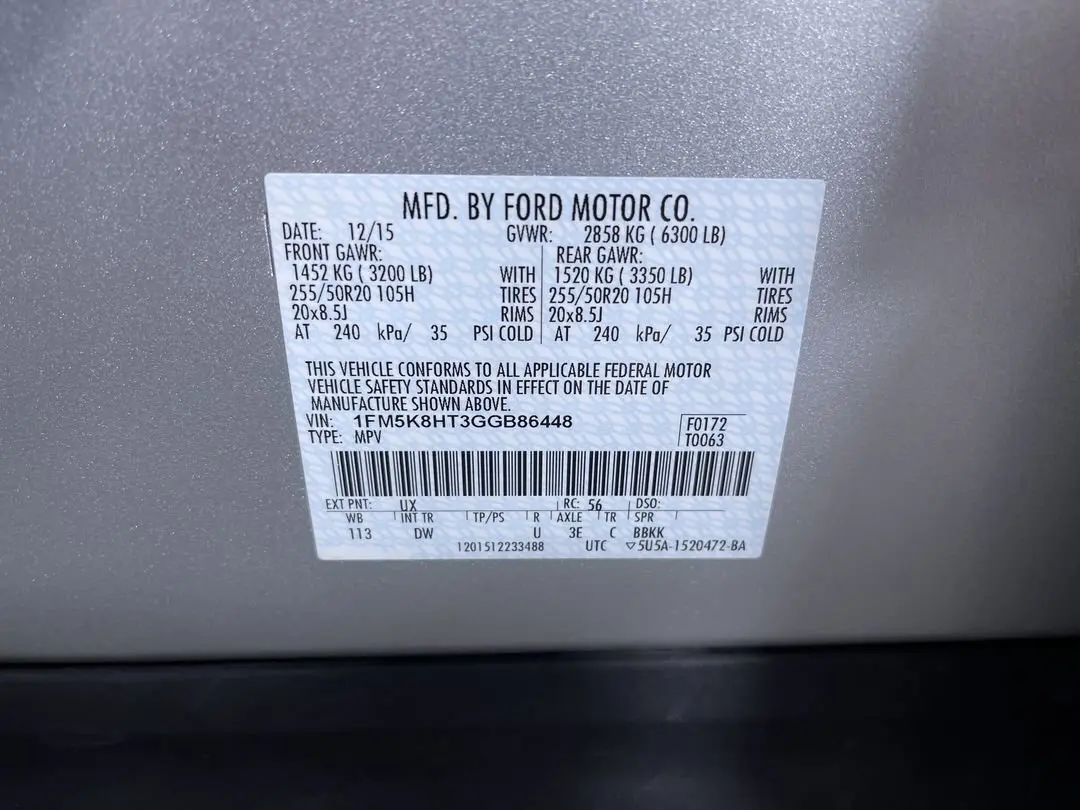 MFD. BY FORD MOTOR CO.
DATE: 12/15 GVWR: 2858 KG ( 6300 LB)
FRONT GAWR: REAR GAWR:
1452 KG ( 3200 LB) WITH 1520 KG ( 3350 LB) WITH
255/50R20 105H TIRES 255/50R20 105H TIRES
20x8.5J RIMS 20x8.5J RIMS
AT 240 kPa/ 35 PSI COLD AT 240 kPa/ 35 PSI COLD
THIS VEHICLE CONFORMS TO ALL APPLICABLE FEDERAL MOTOR
VEHICLE SAFETY STANDARDS IN EFFECT ON THE DATE OF
MANUFACTURE SHOWN ABOVE.
VIN: 1FM5K8HT3GGB86448 F0172
TYPE: MPV T0063
EXT PNT: UX RC: 56 DSO:
WB INT TR TP/PS R AXLE TR SPR
113 DW U 3E C BBKK
1201512233488 UTC ▽5U5A-1520472-BA